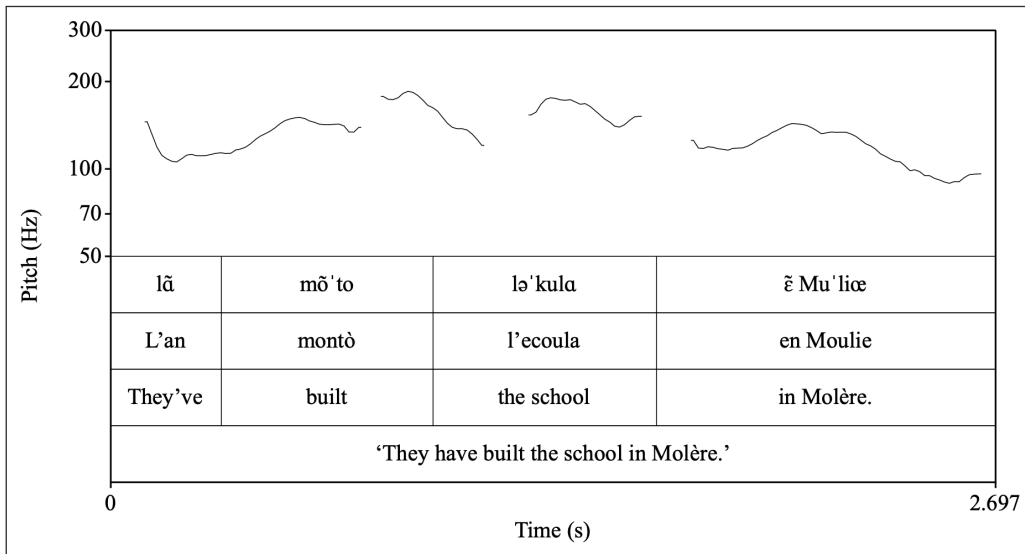 300
200
100
70
50
Pitch (Hz)
lɑ̃ mõˈto ləˈkulɑ ɛ̃ Muˈliœ
L’an montò l’ecoula en Moulie
They’ve built the school in Molère.
‘They have built the school in Molère.’
0 2.697
Time (s)